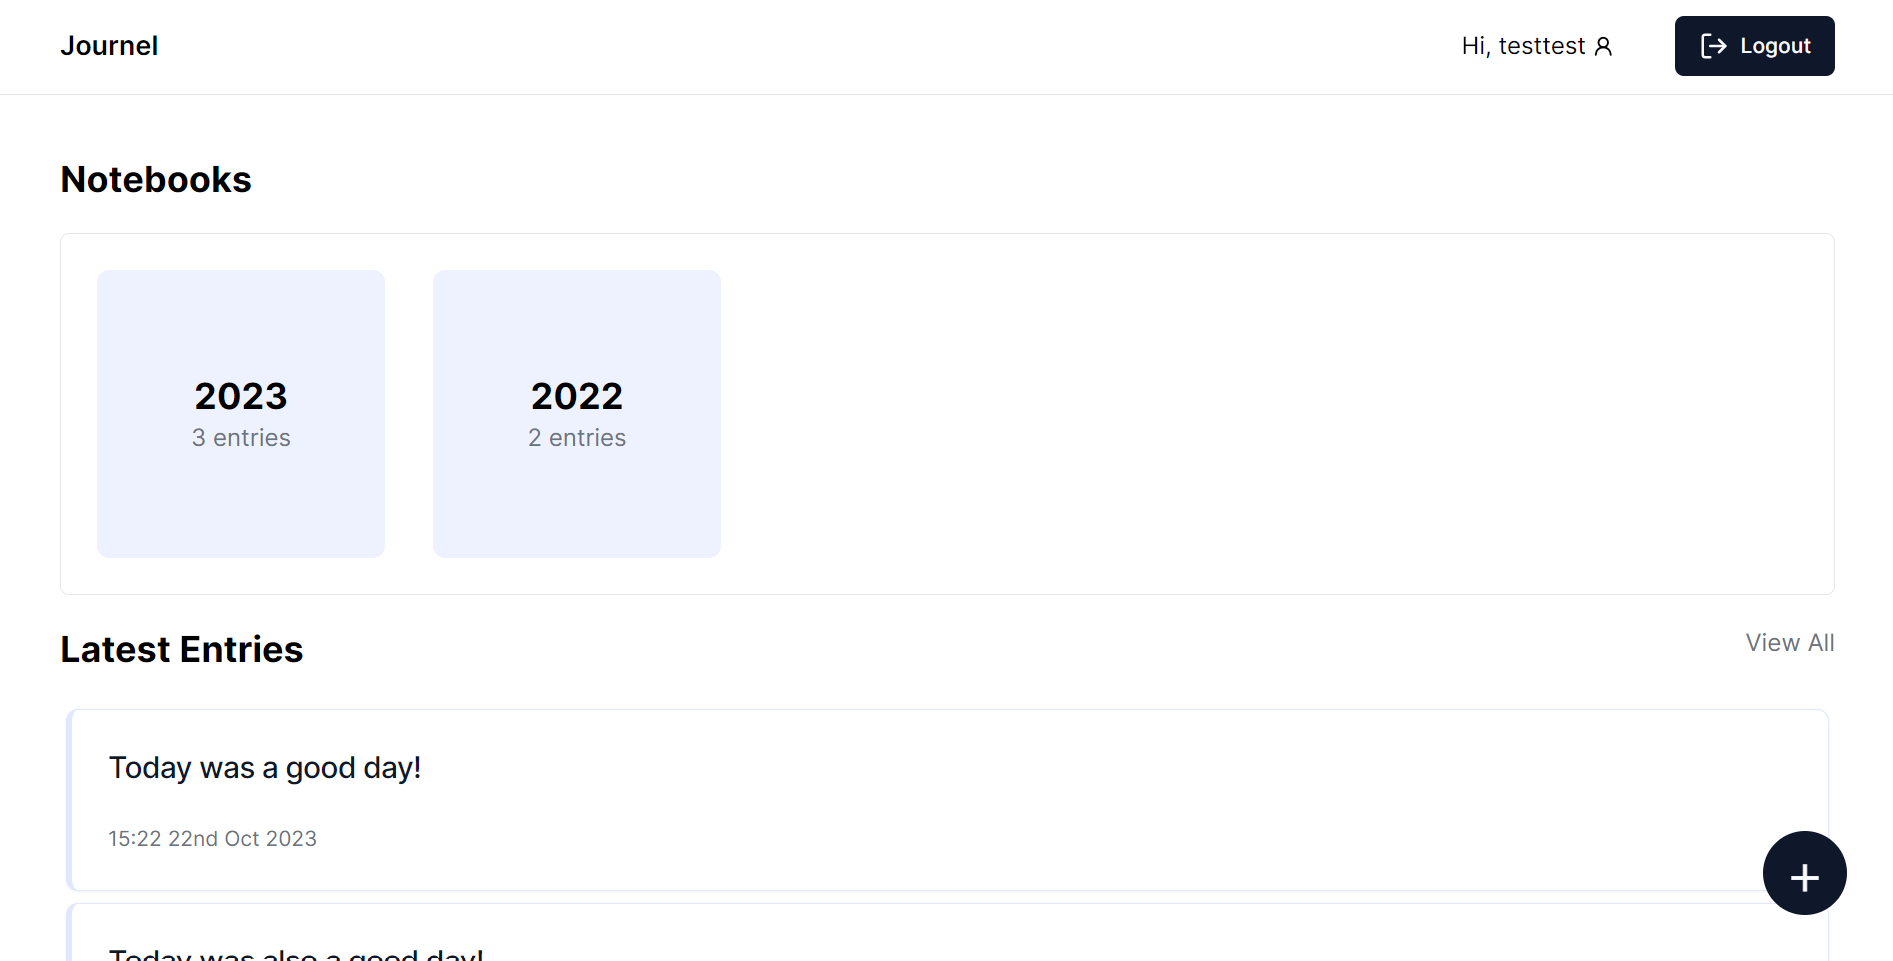 Journel
Hi, testtest
Logout
Notebooks
2023
3 entries
2022
2 entries
Latest Entries
View All
Today was a good day!
15:22 22nd Oct 2023
Today was also a good day!